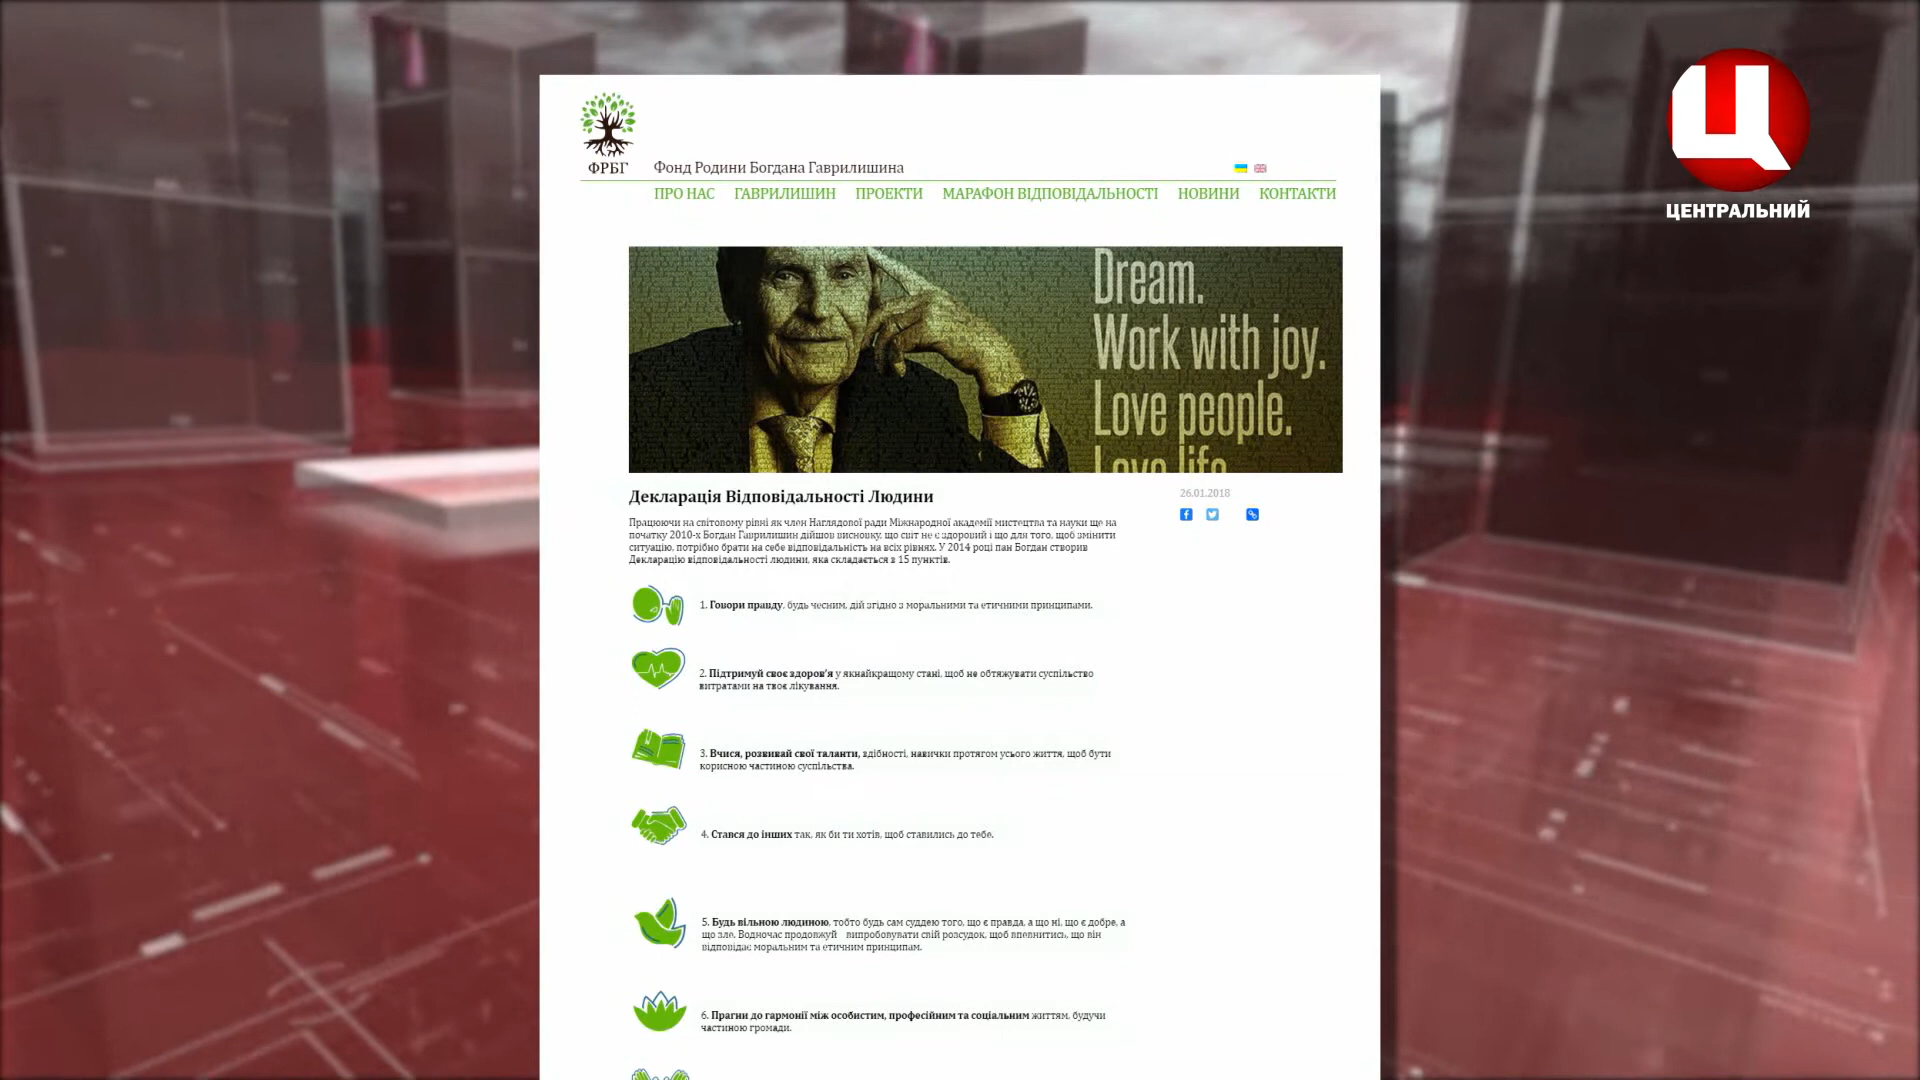 ЦЕНТРАЛЬНИЙ
ФРБГ
Фонд Родини Богдана Гаврилишина
ПРО НАС ГАВРИЛИШИН ПРОЕКТИ МАРАФОН ВІДПОВІДАЛЬНОСТІ НОВИНИ КОНТАКТИ
Dream.
Work with joy.
Love people.
Love life.
Декларація Відповідальності Людини
26.01.2018
Працюючи на світовому рівні як член Наглядової ради Міжнародної академії мистецтва та науки ще на
початку 2010-х Богдан Гаврилишин дійшов висновку, що світ не є здоровий і що для того, щоб змінити
ситуацію, потрібно брати на себе відповідальність на всіх рівнях. У 2014 році пан Богдан створив
Декларацію відповідальності людини, яка складається в 15 пунктів.
1. Говори правду, будь чесним, дій згідно з моральними та етичними принципами.
2. Підтримуй своє здоров'я у якнайкращому стані, щоб не обтяжувати суспільство
витратами на твоє лікування.
3. Вчися, розвивай свої таланти, здібності, навички протягом усього життя, щоб бути
корисною частиною суспільства.
4. Стався до інших так, як би ти хотів, щоб ставились до тебе.
5. Будь вільною людиною, тобто будь сам суддею того, що є правда, а що ні, що є добре, а
що зле. Водночас продовжуй випробовувати свій розсудок, щоб впевнитись, що він
відповідає моральним та етичним принципам.
6. Прагни до гармонії між особистим, професійним та соціальним життям, будучи
частиною громади.